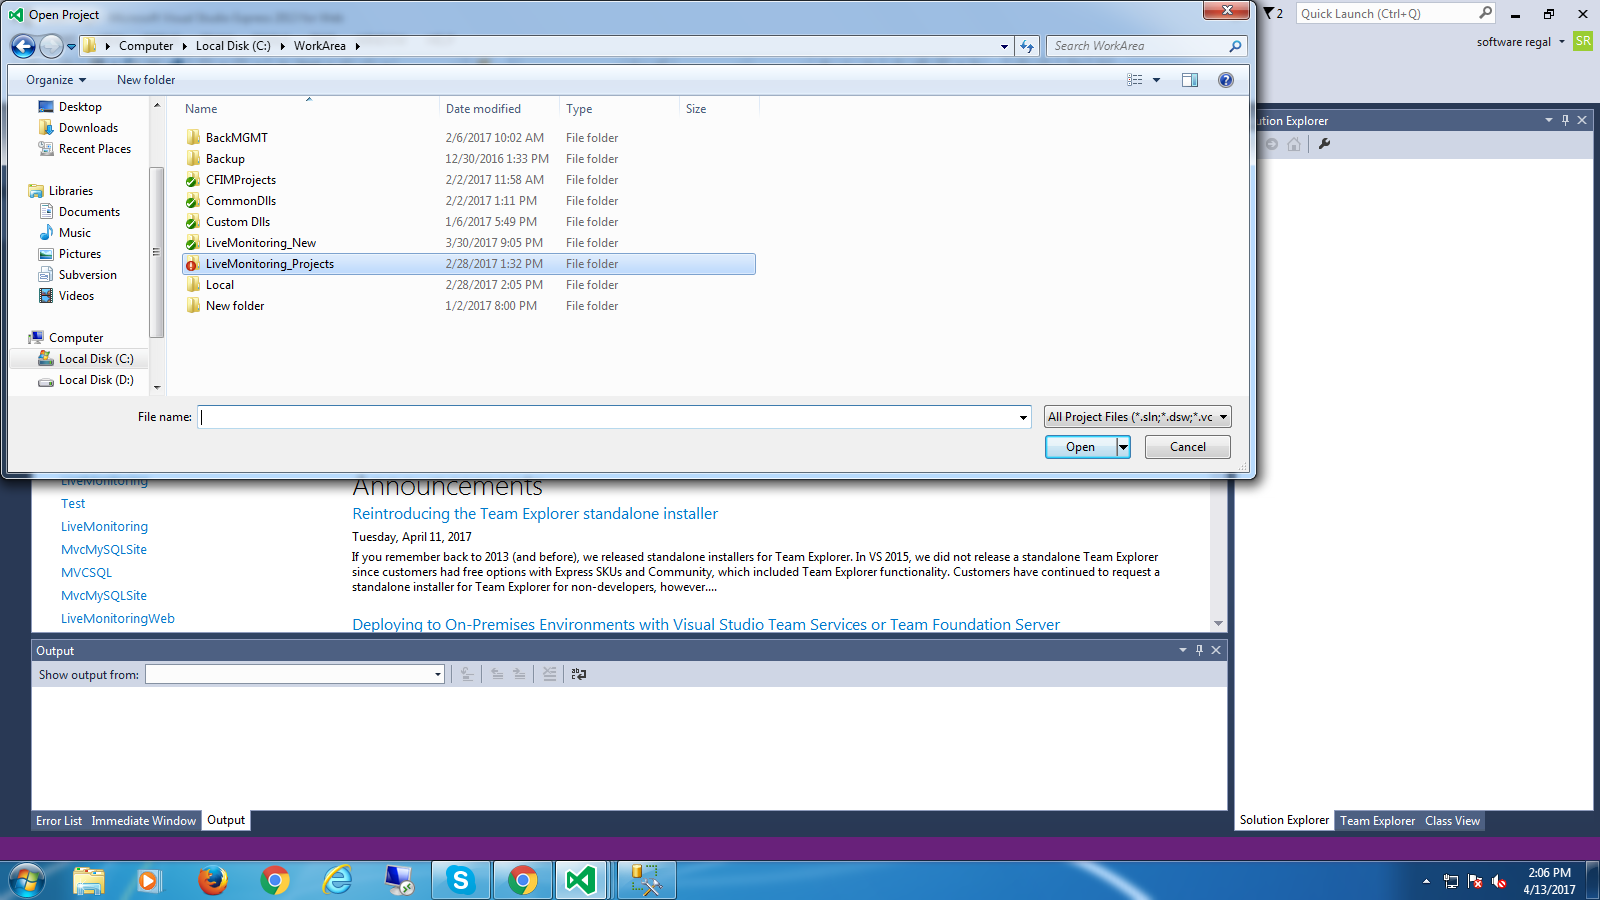 Open Project
Microsoft Visual Studio Express 2013 for Web
2
Quick Launch (Ctrl+Q)
software regal
SR
Computer
Local Disk (C:)
WorkArea
Search WorkArea
Organize
New folder
Name
Date modified
Type
Size
Desktop
Downloads
Recent Places
Libraries
Documents
Music
Pictures
Subversion
Videos
Computer
Local Disk (C:)
Local Disk (D:)
BackMGMT 2/6/2017 10:02 AM File folder
Backup 12/30/2016 1:33 PM File folder
CFIMProjects 2/2/2017 11:58 AM File folder
CommonDlls 2/2/2017 1:11 PM File folder
Custom Dlls 1/6/2017 5:49 PM File folder
LiveMonitoring_New 3/30/2017 9:05 PM File folder
LiveMonitoring_Projects 2/28/2017 1:32 PM File folder
Local 2/28/2017 2:05 PM File folder
New folder 1/2/2017 8:00 PM File folder
File name:
All Project Files (*.sln;*.dsw;*.vc
Open
Cancel
ution Explorer
LiveMonitoring
Test
LiveMonitoring
MvcMySQLSite
MVCSQL
MvcMySQLSite
LiveMonitoringWeb
Announcements
Reintroducing the Team Explorer standalone installer
Tuesday, April 11, 2017
If you remember back to 2013 (and before), we released standalone installers for Team Explorer. In VS 2015, we did not release a standalone Team Explorer
since customers had free options with Express SKUs and Community, which included Team Explorer functionality. Customers have continued to request a
standalone installer for Team Explorer for non-developers, however....
Deploying to On-Premises Environments with Visual Studio Team Services or Team Foundation Server
Output
Show output from:
Error List
Immediate Window
Output
Solution Explorer
Team Explorer
Class View
2:06 PM
4/13/2017